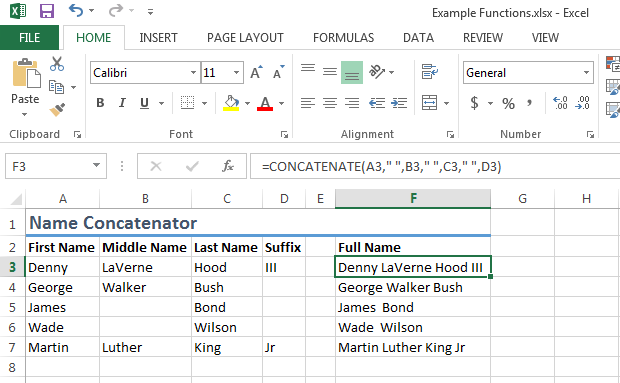 Example Functions.xlsx - Excel
FILE HOME INSERT PAGE LAYOUT FORMULAS DATA REVIEW VIEW
Calibri 11 A A General
Paste
B I U A $ % , .0 .00 .00 .0
Clipboard Font Alignment Number
F3 fx =CONCATENATE(A3," ",B3," ",C3," ",D3)
A B C D E F G H
1 Name Concatenator
2 First Name Middle Name Last Name Suffix Full Name
3 Denny LaVerne Hood III Denny LaVerne Hood III
4 George Walker Bush George Walker Bush
5 James Bond James  Bond
6 Wade Wilson Wade  Wilson
7 Martin Luther King Jr Martin Luther King Jr
8